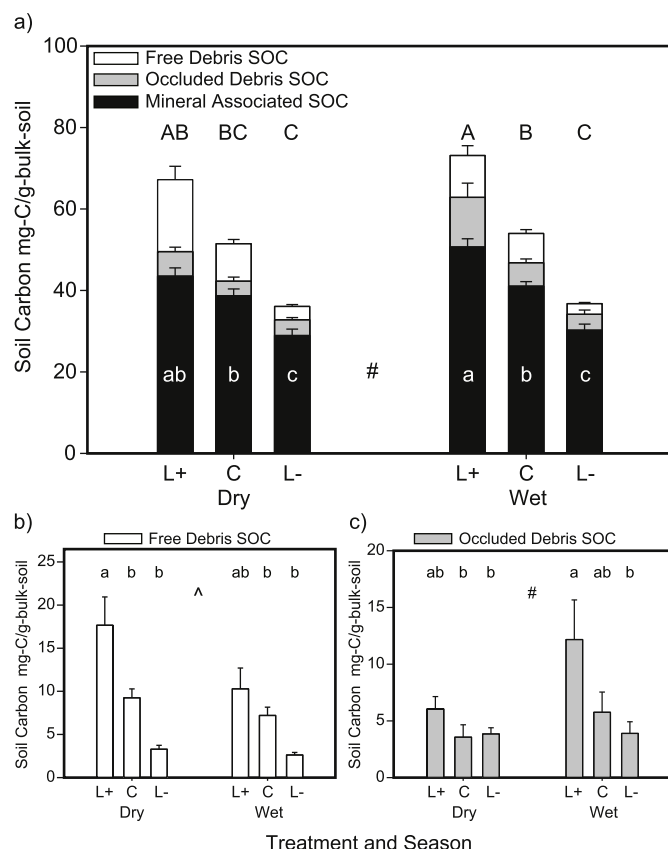 a)
100
80
60
40
20
0
Soil Carbon mg-C/g-bulk-soil
Free Debris SOC
Occluded Debris SOC
Mineral Associated SOC
AB BC C A B C
ab b c # a b c
L+ C L- L+ C L-
Dry Wet
b)
Free Debris SOC
25
20
15
10
5
0
Soil Carbon mg-C/g-bulk-soil
a b b ^ ab b b
L+ C L- L+ C L-
Dry Wet
c)
Occluded Debris SOC
20
15
10
5
0
Soil Carbon mg-C/g-bulk-soil
ab b b # a ab b
L+ C L- L+ C L-
Dry Wet
Treatment and Season